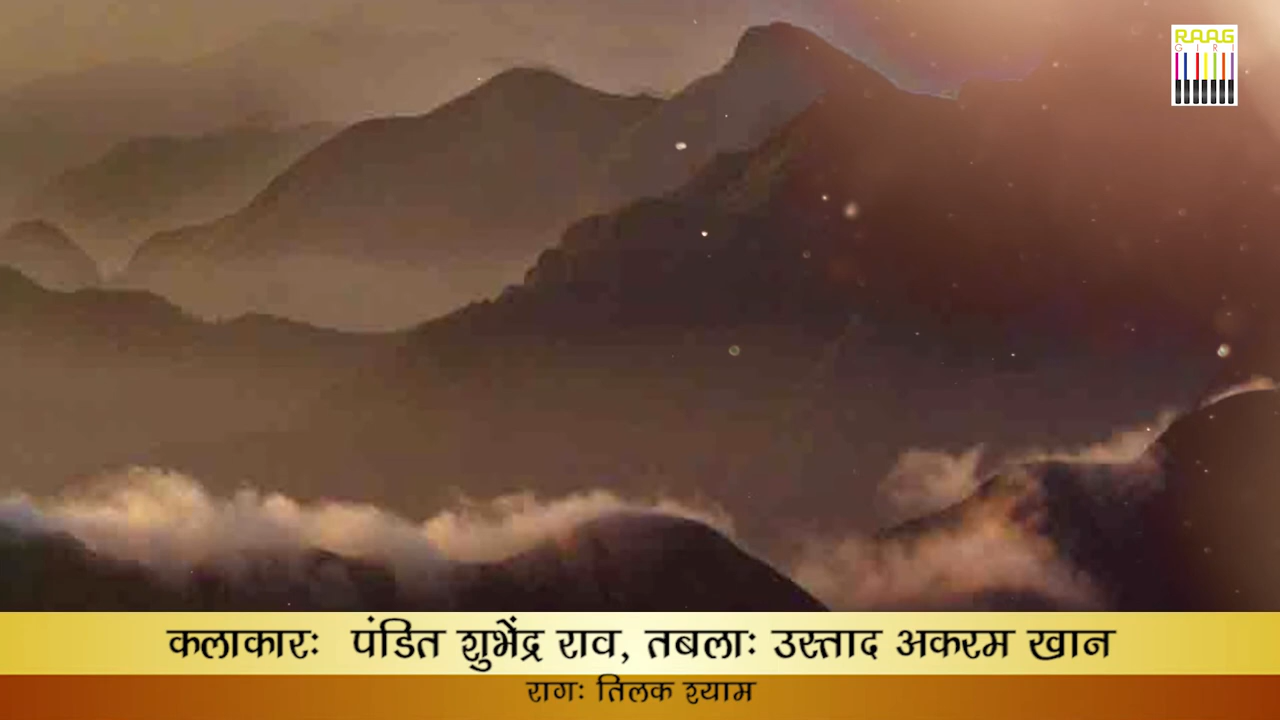 RAAG
GIRI
कलाकारः पंडित शुभेंद्र राव, तबलाः उस्ताद अकरम खान
रागः तिलक श्याम